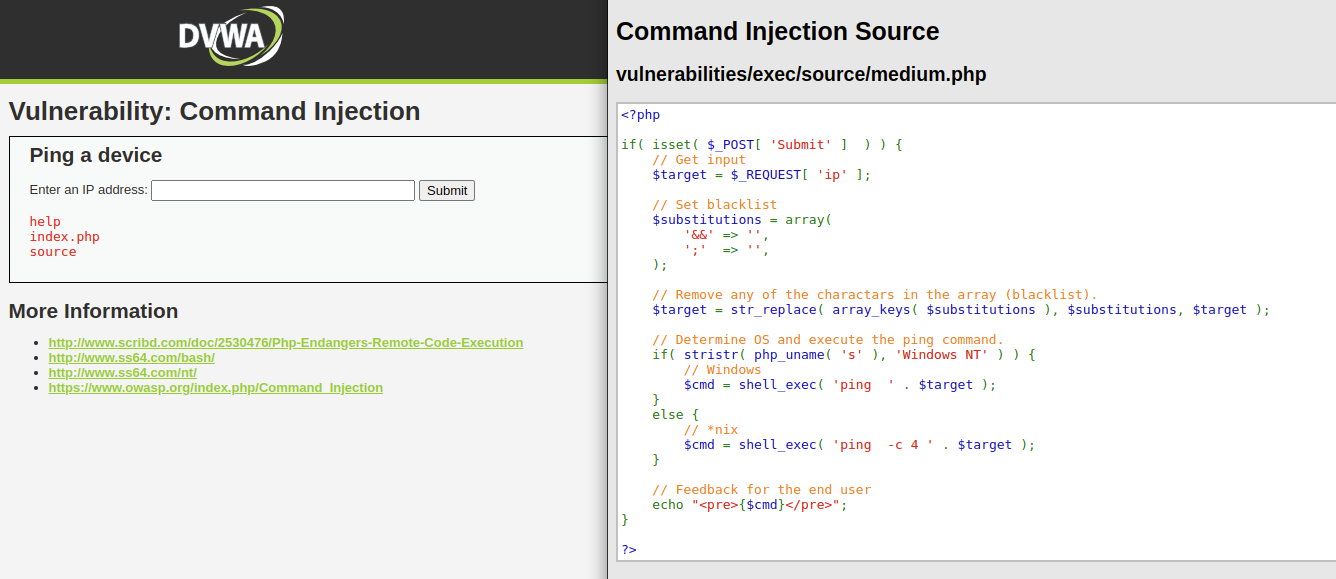 DVWA
Vulnerability: Command Injection
Ping a device
Enter an IP address: Submit
help
index.php
source
More Information
http://www.scribd.com/doc/2530476/Php-Endangers-Remote-Code-Execution
http://www.ss64.com/bash/
http://www.ss64.com/nt/
https://www.owasp.org/index.php/Command_Injection
Command Injection Source
vulnerabilities/exec/source/medium.php
<?php
if( isset( $_POST[ 'Submit' ]  ) ) {
    // Get input
    $target = $_REQUEST[ 'ip' ];
    // Set blacklist
    $substitutions = array(
        '&&' => '',
        ';'  => '',
    );
    // Remove any of the charactars in the array (blacklist).
    $target = str_replace( array_keys( $substitutions ), $substitutions, $target );
    // Determine OS and execute the ping command.
    if( stristr( php_uname( 's' ), 'Windows NT' ) ) {
        // Windows
        $cmd = shell_exec( 'ping  ' . $target );
    }
    else {
        // *nix
        $cmd = shell_exec( 'ping  -c 4 ' . $target );
    }
    // Feedback for the end user
    echo "<pre>{$cmd}</pre>";
}
?>